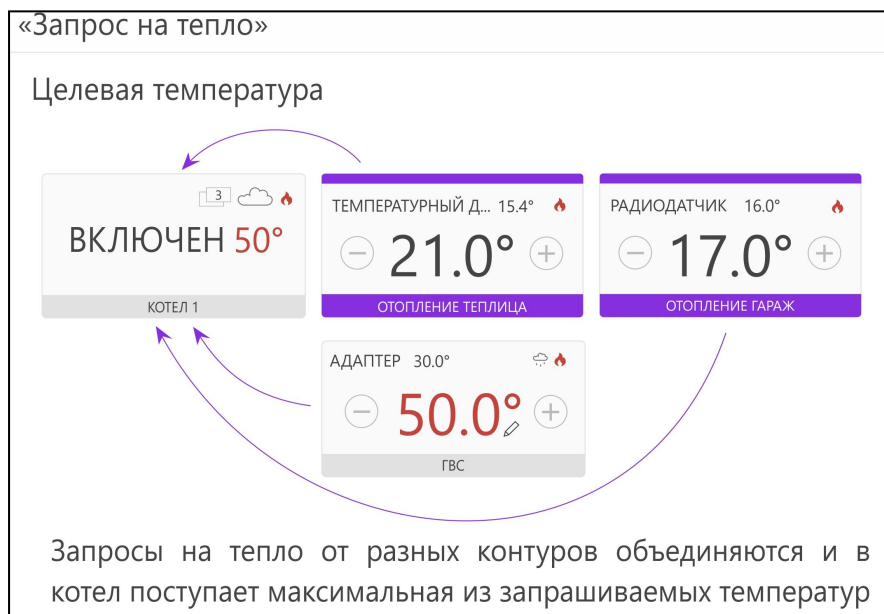 «Запрос на тепло»
Целевая температура
3
ВКЛЮЧЕН 50°
КОТЕЛ 1
ТЕМПЕРАТУРНЫЙ Д... 15.4°
21.0°
ОТОПЛЕНИЕ ТЕПЛИЦА
РАДИОДАТЧИК 16.0°
17.0°
ОТОПЛЕНИЕ ГАРАЖ
АДАПТЕР 30.0°
50.0°
ГВС
Запросы на тепло от разных контуров объединяются и в
котел поступает максимальная из запрашиваемых температур